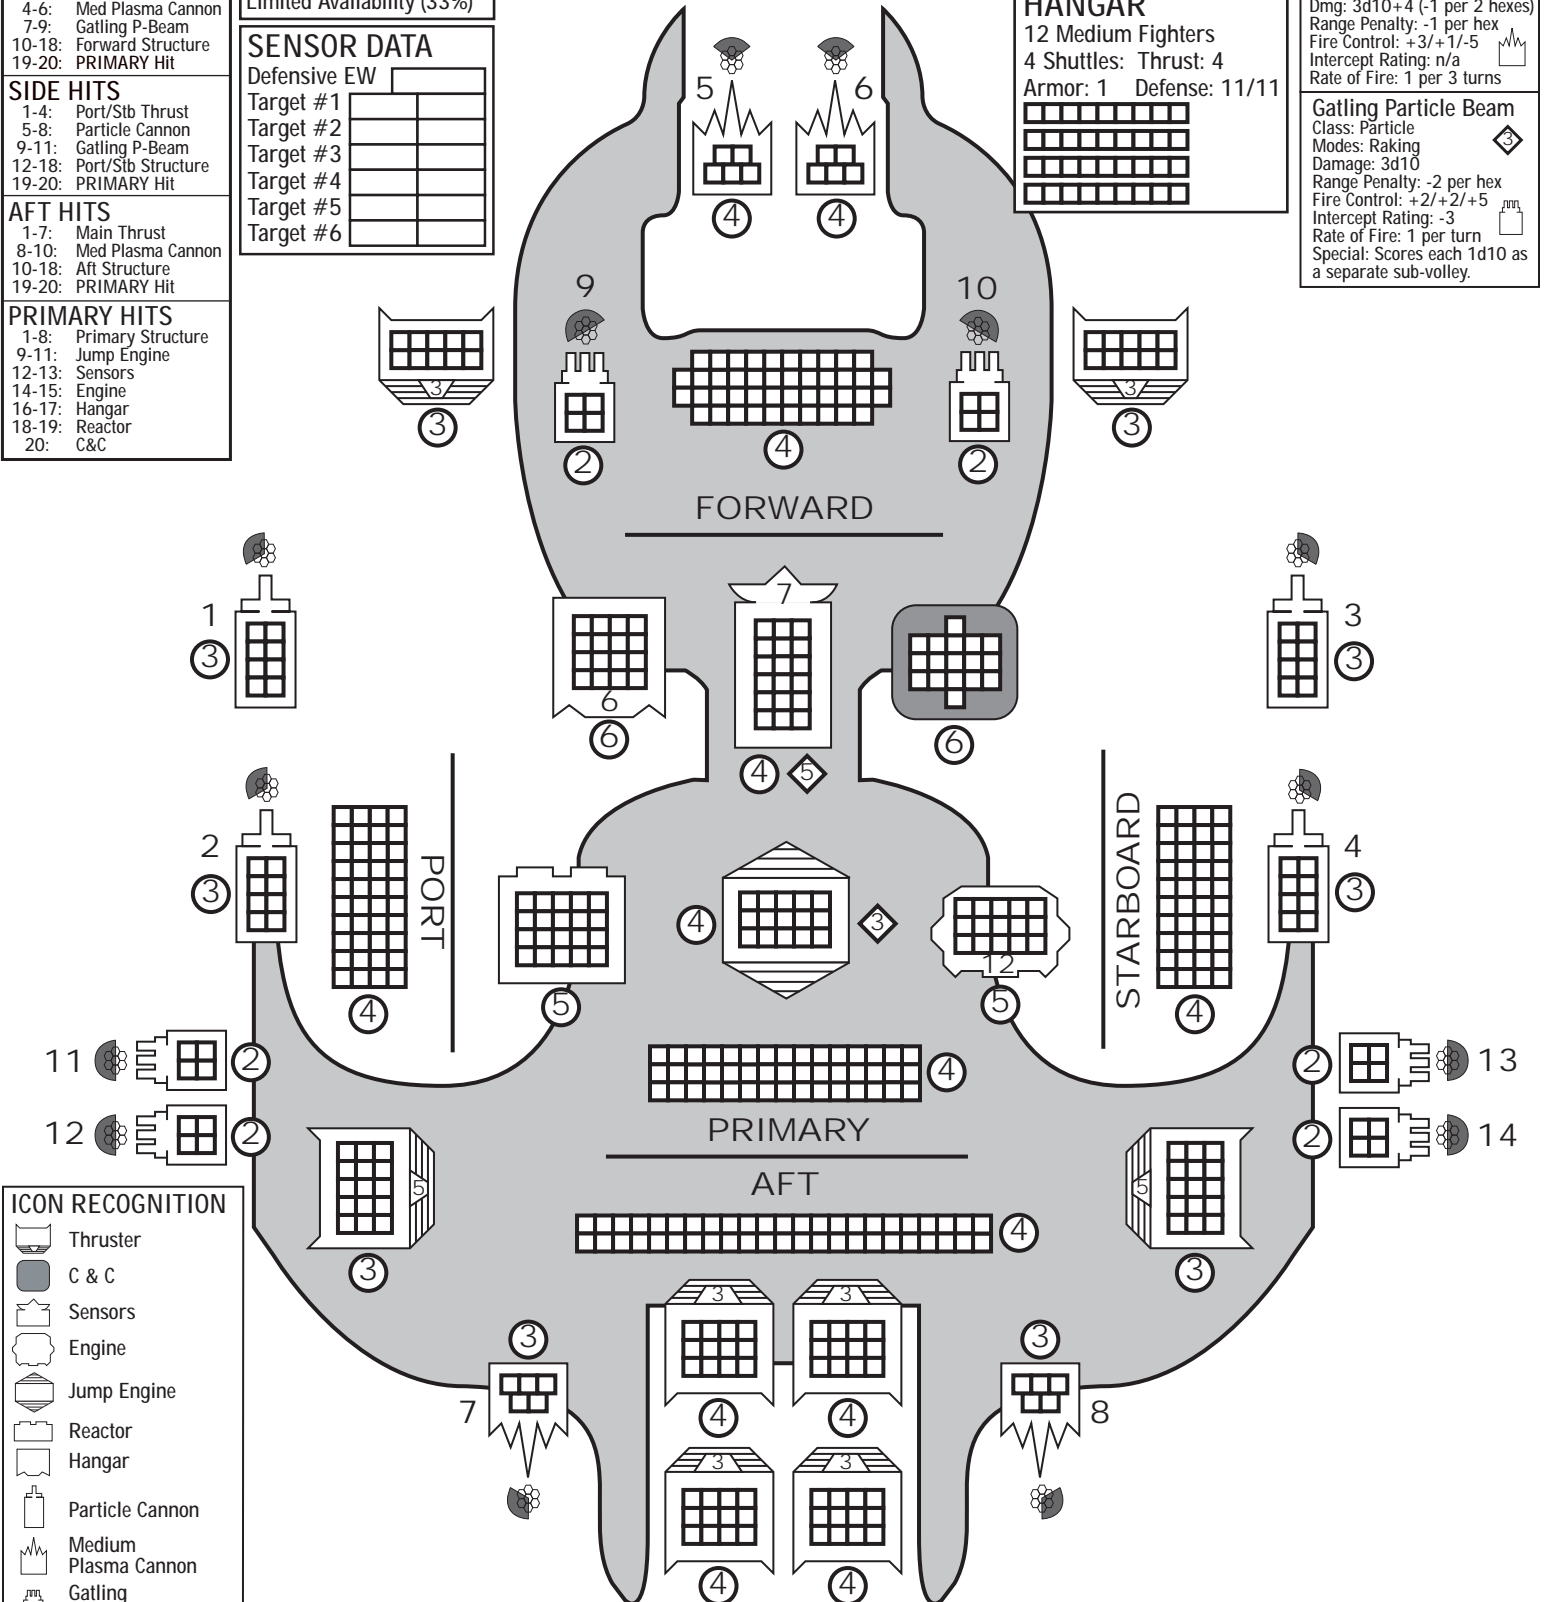 4-6: Med Plasma Cannon
7-9: Gatling P-Beam
10-18: Forward Structure
19-20: PRIMARY Hit
SIDE HITS
1-4: Port/Stb Thrust
5-8: Particle Cannon
9-11: Gatling P-Beam
12-18: Port/Stb Structure
19-20: PRIMARY Hit
AFT HITS
1-7: Main Thrust
8-10: Med Plasma Cannon
10-18: Aft Structure
19-20: PRIMARY Hit
PRIMARY HITS
1-8: Primary Structure
9-11: Jump Engine
12-13: Sensors
14-15: Engine
16-17: Hangar
18-19: Reactor
20: C&C
Limited Availability (33%)
SENSOR DATA
Defensive EW
Target #1
Target #2
Target #3
Target #4
Target #5
Target #6
HANGAR
12 Medium Fighters
4 Shuttles: Thrust: 4
Armor: 1 Defense: 11/11
Dmg: 3d10+4 (-1 per 2 hexes)
Range Penalty: -1 per hex
Fire Control: +3/+1/-5
Intercept Rating: n/a
Rate of Fire: 1 per 3 turns
Gatling Particle Beam
Class: Particle
Modes: Raking
3
Damage: 3d10
Range Penalty: -2 per hex
Fire Control: +2/+2/+5
Intercept Rating: -3
Rate of Fire: 1 per turn
Special: Scores each 1d10 as
a separate sub-volley.
5 6
4 4
9 10
3 3
3 2 4 2 3
FORWARD
1 7 3
3 3
6
6 6
4 5
2 4
3 3
PORT
STARBOARD
4 3
12
4 5 5 4
11 2 4 2 13
PRIMARY
12 2 2 14
AFT
5 5
4
3 3
3 3
3 3
7 4 4 8
3 3
4 4
ICON RECOGNITION
Thruster
C & C
Sensors
Engine
Jump Engine
Reactor
Hangar
Particle Cannon
Medium
Plasma Cannon
Gatling